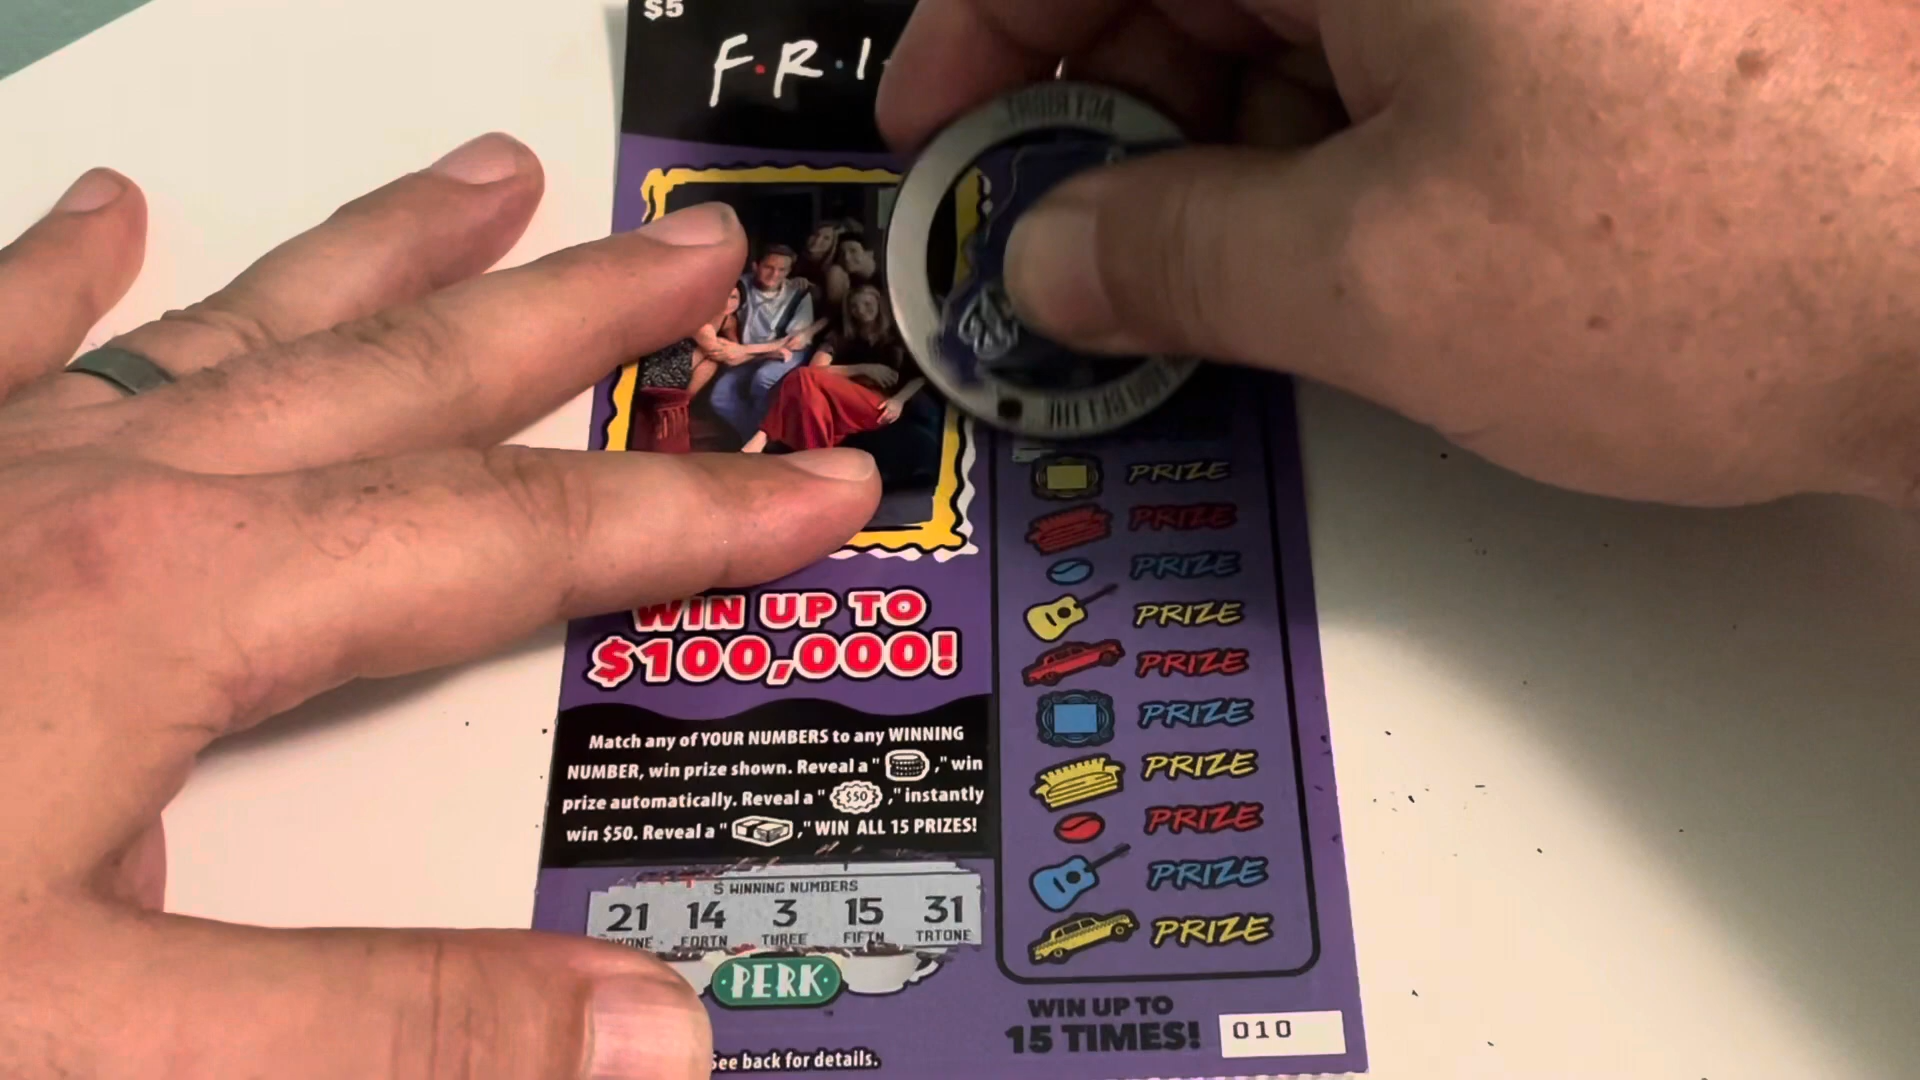 $5
F·R·I
PRIZE
PRIZE
PRIZE
PRIZE
PRIZE
PRIZE
PRIZE
PRIZE
PRIZE
PRIZE
WIN UP TO
$100,000!
Match any of YOUR NUMBERS to any WINNING
NUMBER, win prize shown. Reveal a " ," win
prize automatically. Reveal a " $50 ," instantly
win $50. Reveal a " ," WIN ALL 15 PRIZES!
5 WINNING NUMBERS
21 14 3 15 31
FORTN THREE FIFTN TRTONE
·PERK·
WIN UP TO
15 TIMES!
010
See back for details.